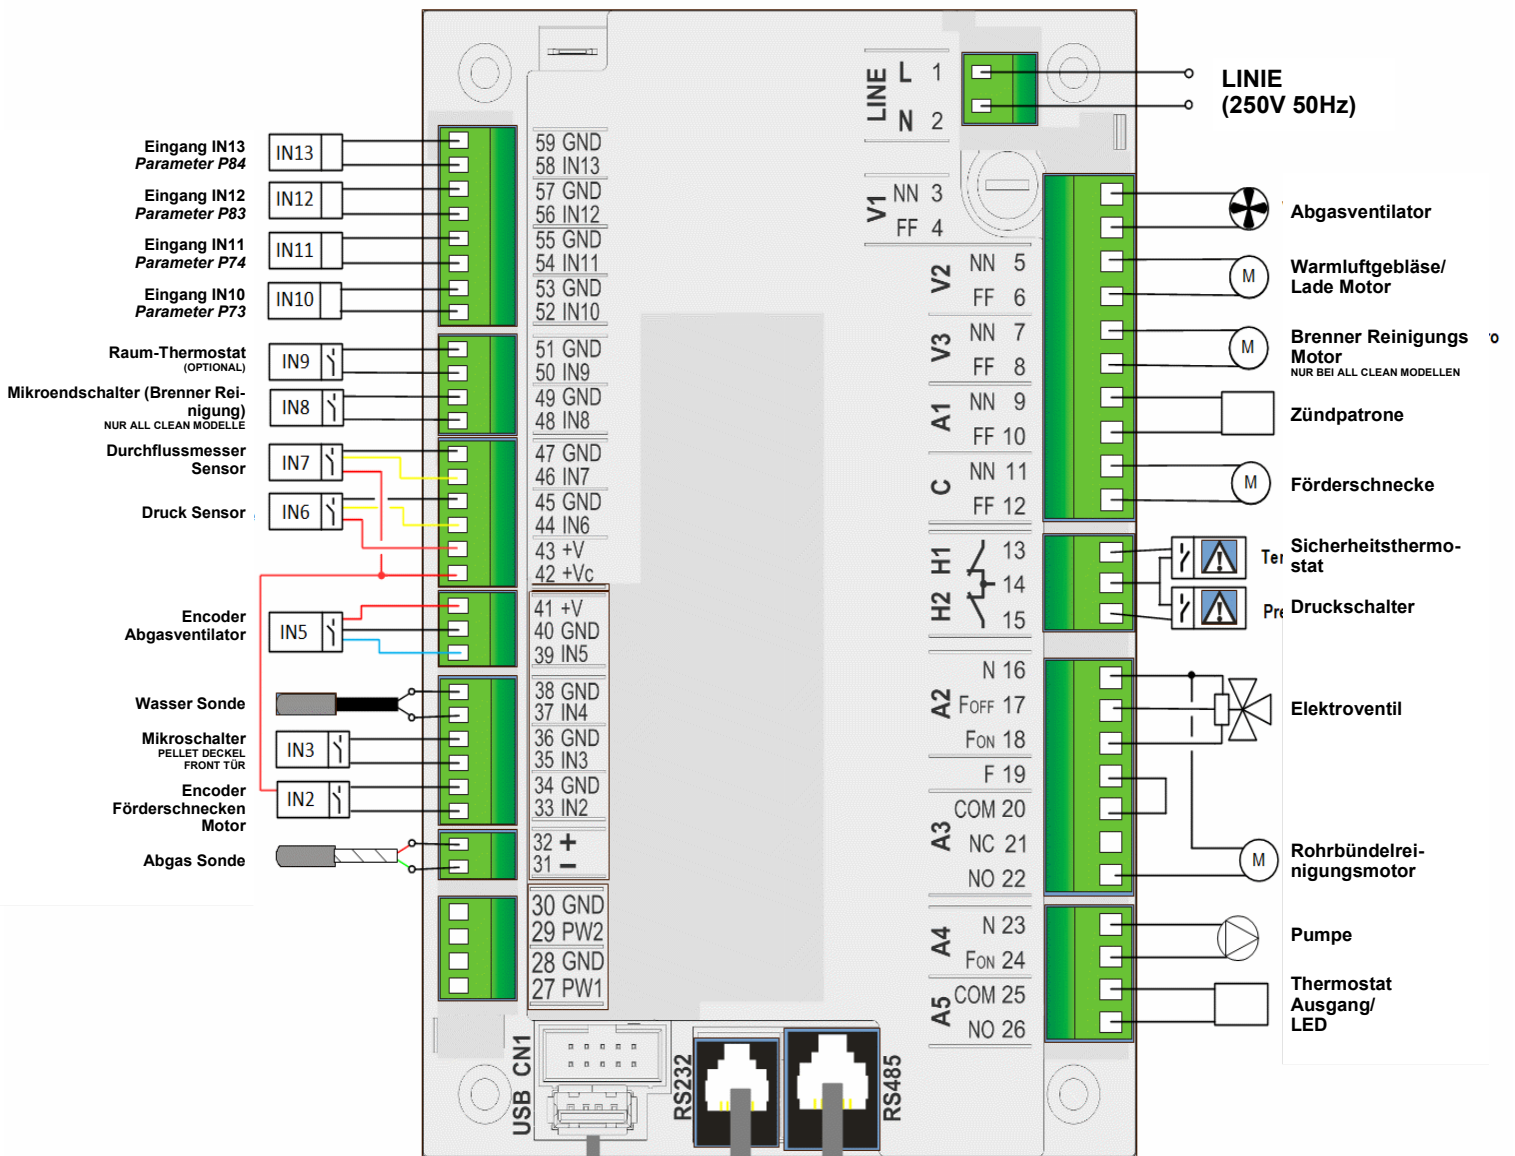 LINE
L 1
N 2
LINIE
(250V 50Hz)
Eingang IN13
Parameter P84
IN13
Eingang IN12
Parameter P83
IN12
Eingang IN11
Parameter P74
IN11
Eingang IN10
Parameter P73
IN10
Raum-Thermostat
(OPTIONAL)
IN9
Mikroendschalter (Brenner Rei-
nigung)
NUR ALL CLEAN MODELLE
IN8
Durchflussmesser
Sensor
IN7
Druck Sensor
IN6
Encoder
Abgasventilator
IN5
Wasser Sonde
Mikroschalter
PELLET DECKEL
FRONT TÜR
IN3
Encoder
Förderschnecken
Motor
IN2
Abgas Sonde
59 GND
58 IN13
57 GND
56 IN12
55 GND
54 IN11
53 GND
52 IN10
51 GND
50 IN9
49 GND
48 IN8
47 GND
46 IN7
45 GND
44 IN6
43 +V
42 +Vc
41 +V
40 GND
39 IN5
38 GND
37 IN4
36 GND
35 IN3
34 GND
33 IN2
32 +
31 −
30 GND
29 PW2
28 GND
27 PW1
V1
NN 3
FF 4
V2
NN 5
FF 6
V3
NN 7
FF 8
A1
NN 9
FF 10
C
NN 11
FF 12
H1
H2
13
14
15
A2
N 16
FOFF 17
FON 18
F 19
A3
COM 20
NC 21
NO 22
A4
N 23
FON 24
A5
COM 25
NO 26
Abgasventilator
M
Warmluftgebläse/
Lade Motor
M
Brenner Reinigungs
Motor
NUR BEI ALL CLEAN MODELLEN
ro
Zündpatrone
M
Förderschnecke
Ter
Sicherheitsthermo-
stat
Pre
Druckschalter
Elektroventil
M
Rohrbündelrei-
nigungsmotor
Pumpe
Thermostat
Ausgang/
LED
USB CN1
RS232
RS485